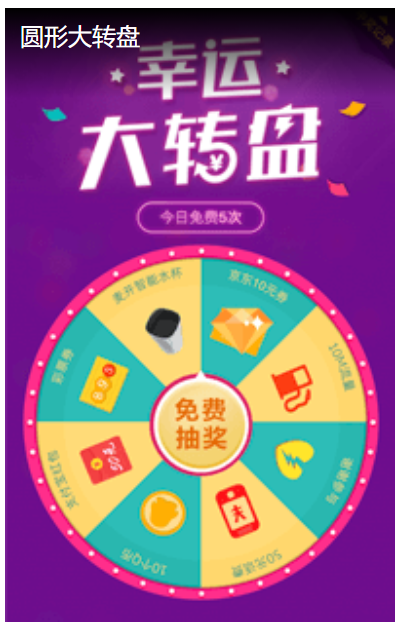 圆形大转盘
幸运
大转盘
今日免费5次
麦开智能水杯
京东10元券
10M流量
谢谢参与
50元话费
10个Q币
支付宝红包
彩票券
免费
抽奖